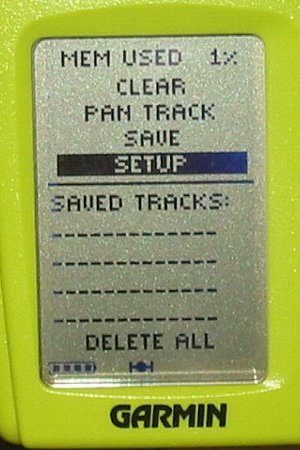 MEM USED 1%
CLEAR
PAN TRACK
SAVE
SETUP
SAVED TRACKS:
------------
------------
------------
------------
DELETE ALL
GARMIN